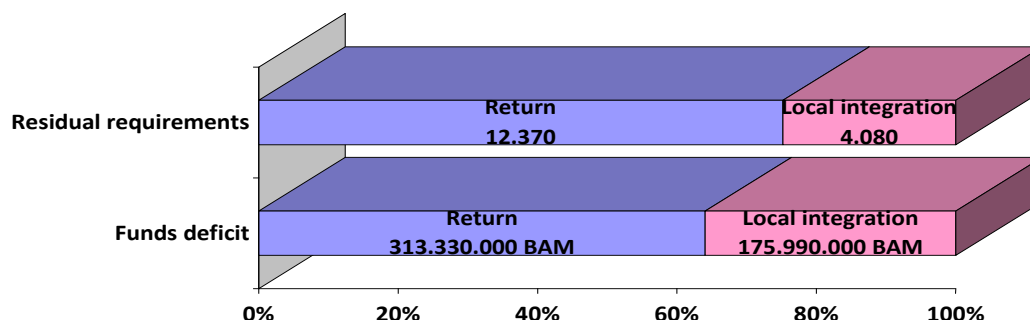 Residual requirements
Return
12.370
Local integration
4.080
Funds deficit
Return
313.330.000 BAM
Local integration
175.990.000 BAM
0% 20% 40% 60% 80% 100%